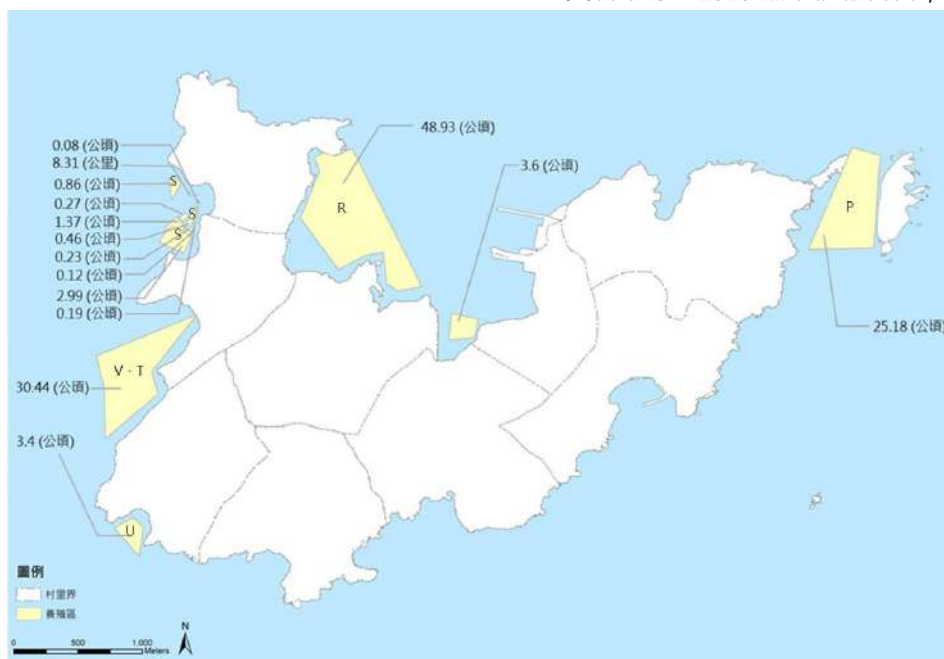 0.08 (公頃)
8.31 (公里)
0.86 (公頃)
0.27 (公頃)
1.37 (公頃)
0.46 (公頃)
0.23 (公頃)
0.12 (公頃)
2.99 (公頃)
0.19 (公頃)
S
S
S
48.93 (公頃)
R
3.6 (公頃)
P
25.18 (公頃)
V、T
30.44 (公頃)
3.4 (公頃)
U
圖例
村里界
養殖區
N
0 500 1,000
Meters